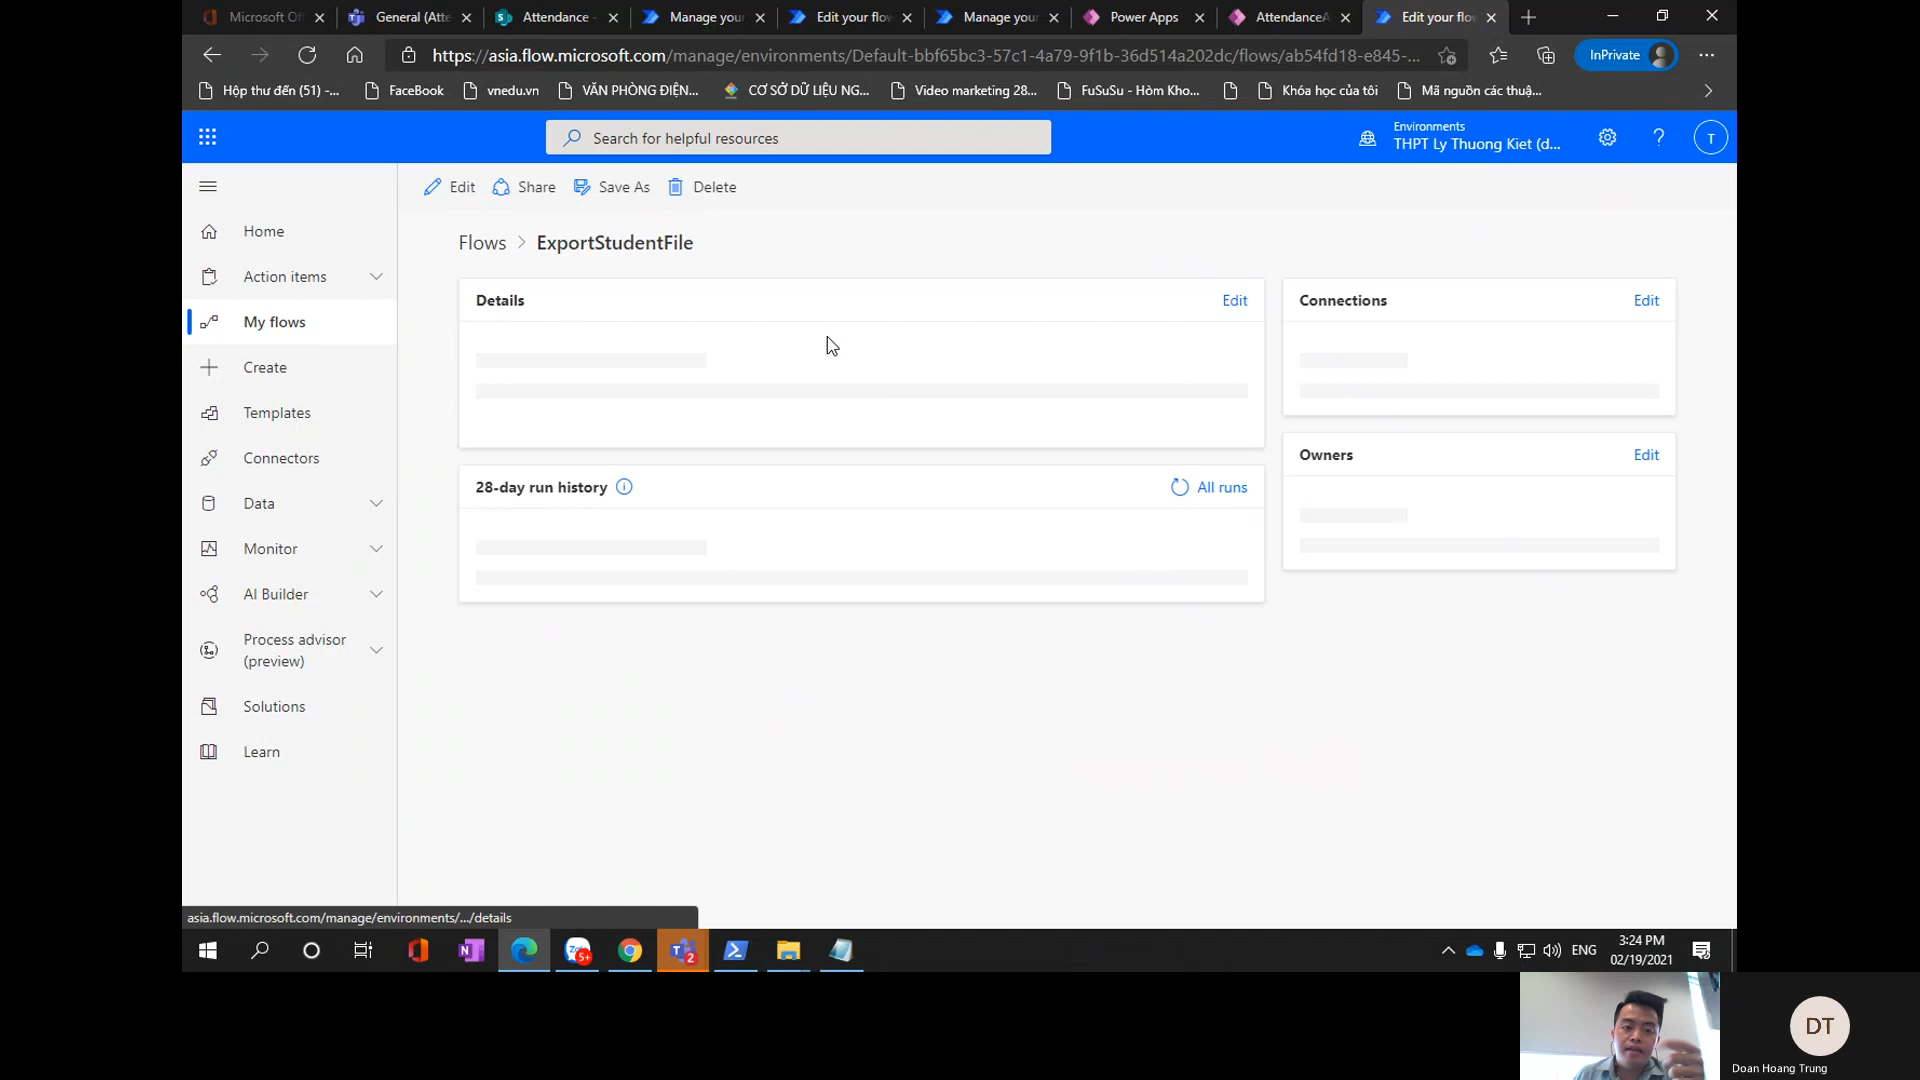 Microsoft Of
General (Atte
Attendance -
Manage your
Edit your flow
Manage your
Power Apps
AttendanceA
Edit your flow
https://asia.flow.microsoft.com/manage/environments/Default-bbf65bc3-57c1-4a79-9f1b-36d514a202dc/flows/ab54fd18-e845-...
InPrivate
Hộp thư đến (51) -...
FaceBook
vnedu.vn
VĂN PHÒNG ĐIỆN...
CƠ SỞ DỮ LIỆU NG...
Video marketing 28...
FuSuSu - Hòm Kho...
Khóa học của tôi
Mã nguồn các thuậ...
Search for helpful resources
Environments
THPT Ly Thuong Kiet (d...
T
Edit
Share
Save As
Delete
Home
Action items
My flows
Create
Templates
Connectors
Data
Monitor
AI Builder
Process advisor
(preview)
Solutions
Learn
Flows > ExportStudentFile
Details
Edit
Connections
Edit
28-day run history
All runs
Owners
Edit
asia.flow.microsoft.com/manage/environments/.../details
5+
2
ENG
3:24 PM
02/19/2021
DT
Doan Hoang Trung